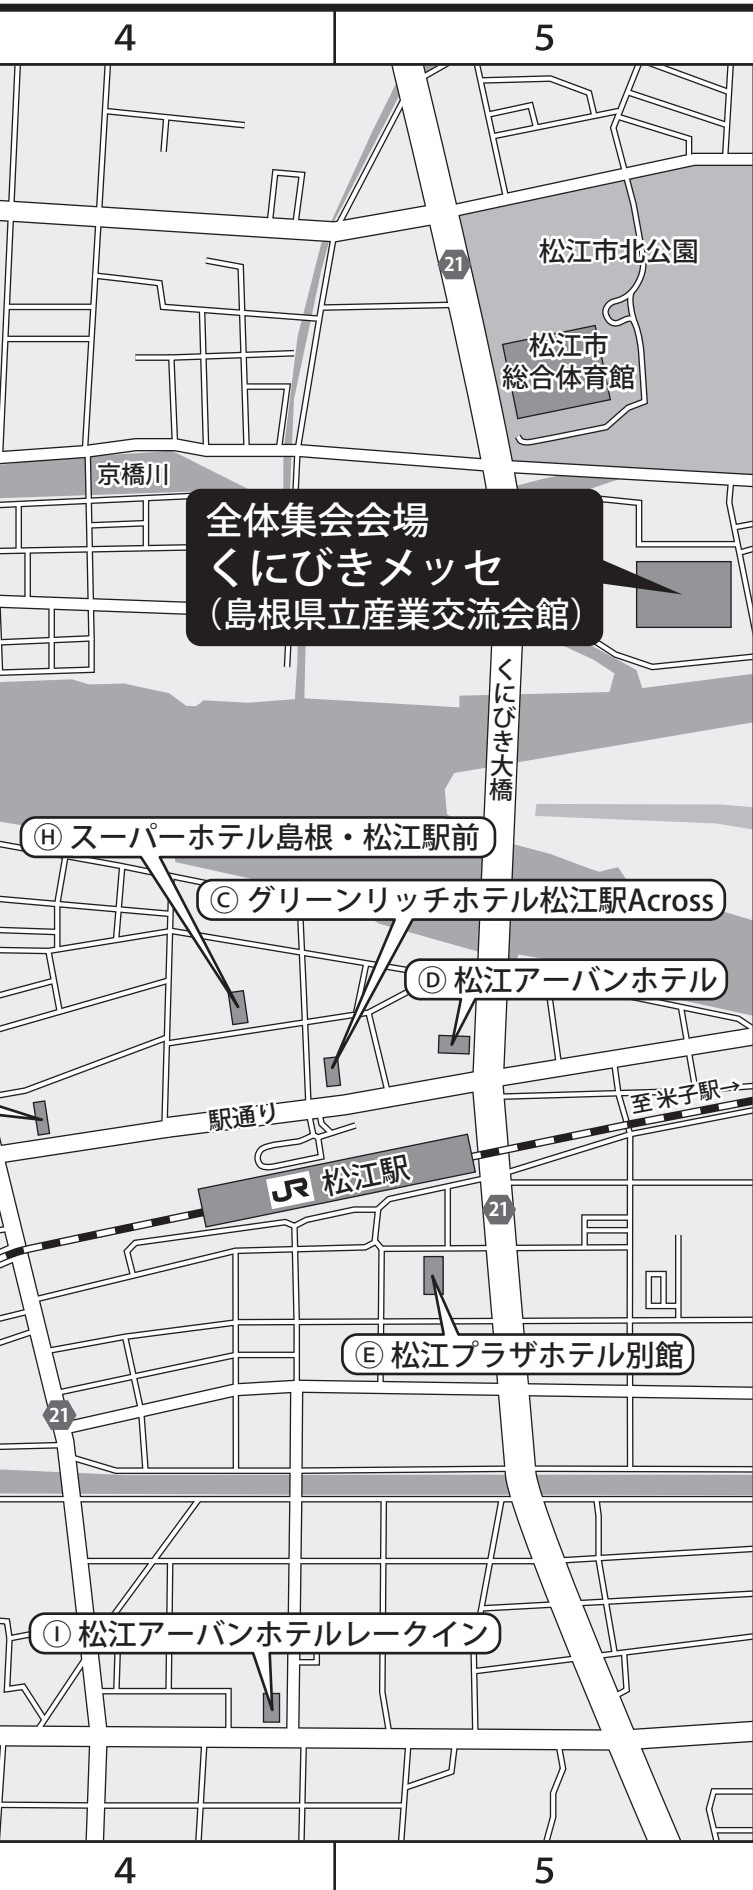 4
5
松江市北公園
21
松江市
総合体育館
京橋川
全体集会会場
くにびきメッセ
（島根県立産業交流会館）
くにびき大橋
Ⓗ スーパーホテル島根・松江駅前
Ⓒ グリーンリッチホテル松江駅Across
Ⓓ 松江アーバンホテル
至米子駅→
駅通り
JR 松江駅
21
Ⓔ 松江プラザホテル別館
21
Ⓘ 松江アーバンホテルレークイン
4
5